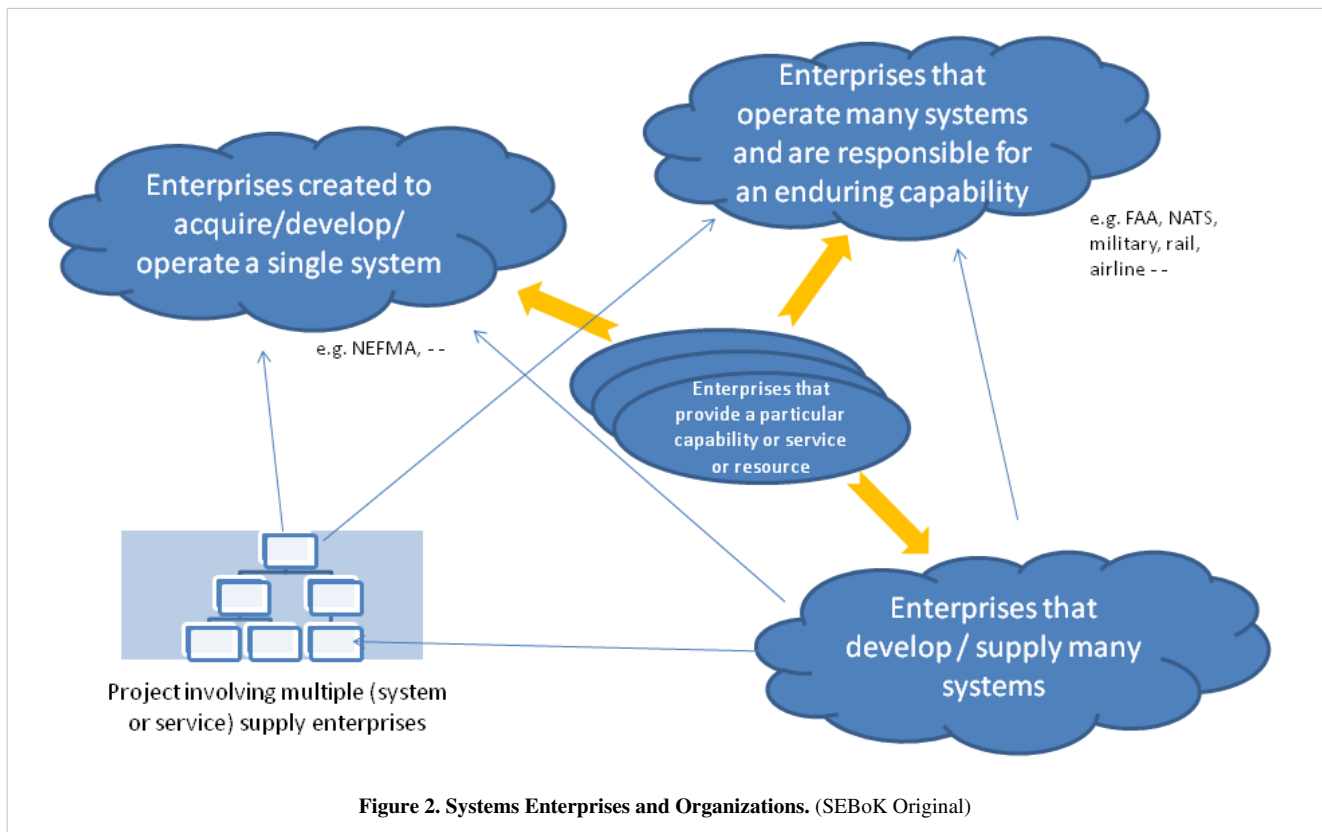 Enterprises that
operate many systems
and are responsible for
an enduring capability
e.g. FAA, NATS,
military, rail,
airline - -
Enterprises created to
acquire/develop/
operate a single system
e.g. NEFMA, - -
Enterprises that
provide a particular
capability or service
or resource
Project involving multiple (system
or service) supply enterprises
Enterprises that
develop / supply many
systems
Figure 2. Systems Enterprises and Organizations. (SEBoK Original)